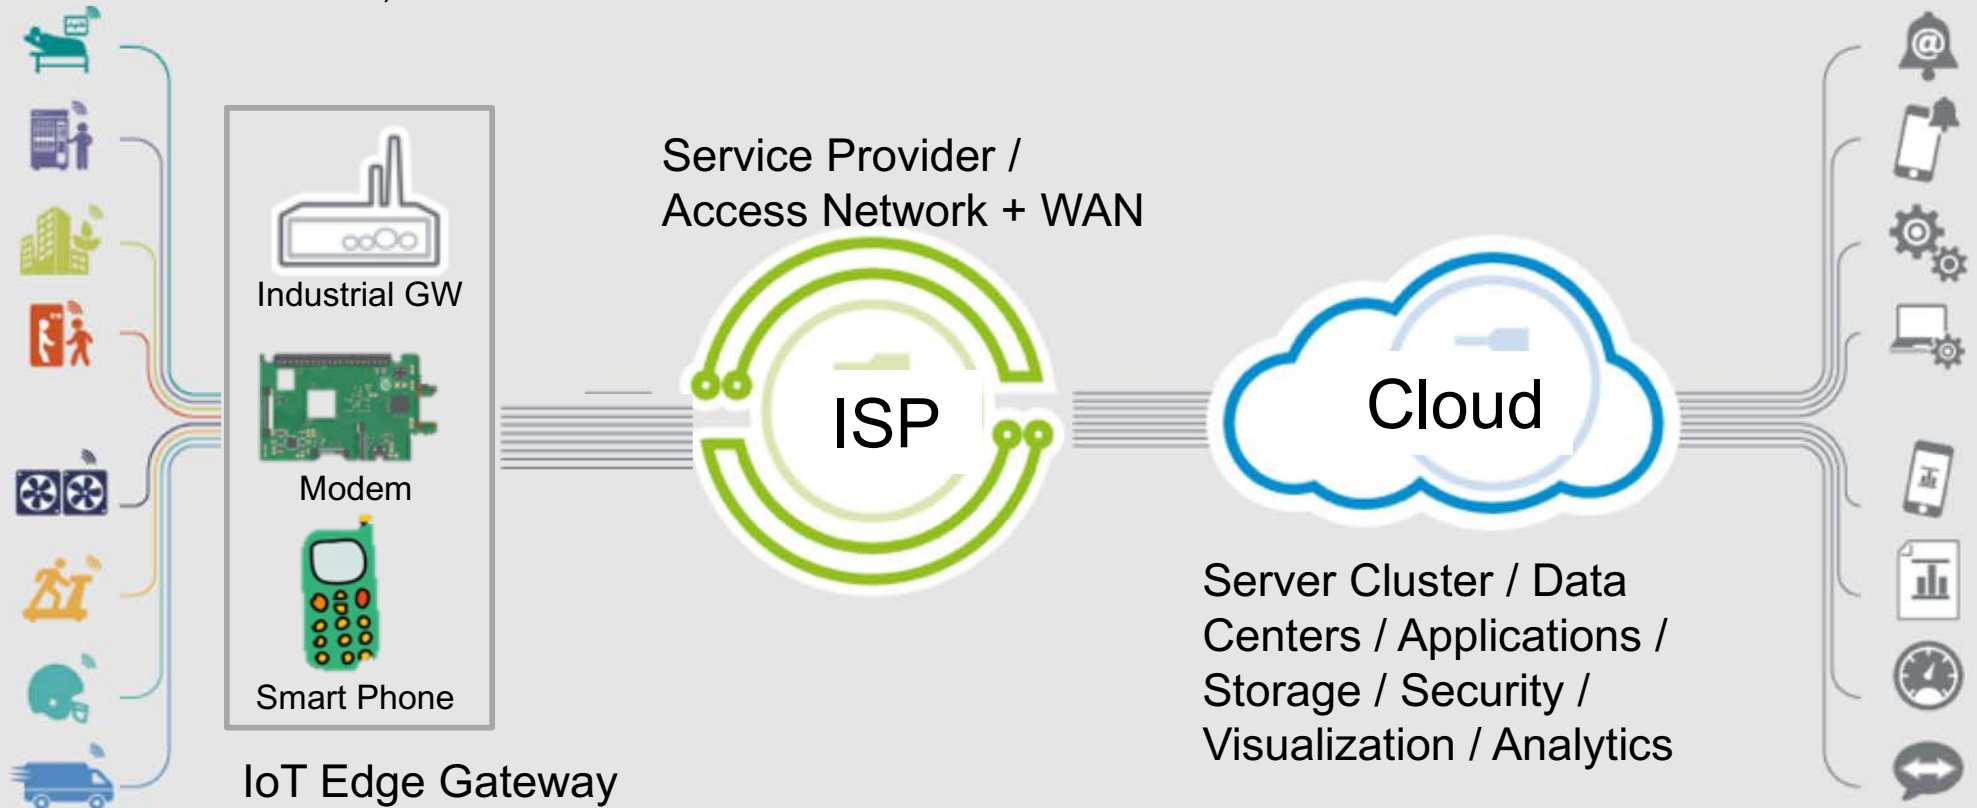 Service Provider /
Access Network + WAN
Industrial GW
Modem
Smart Phone
IoT Edge Gateway
ISP
Cloud
Server Cluster / Data
Centers / Applications /
Storage / Security /
Visualization / Analytics
@